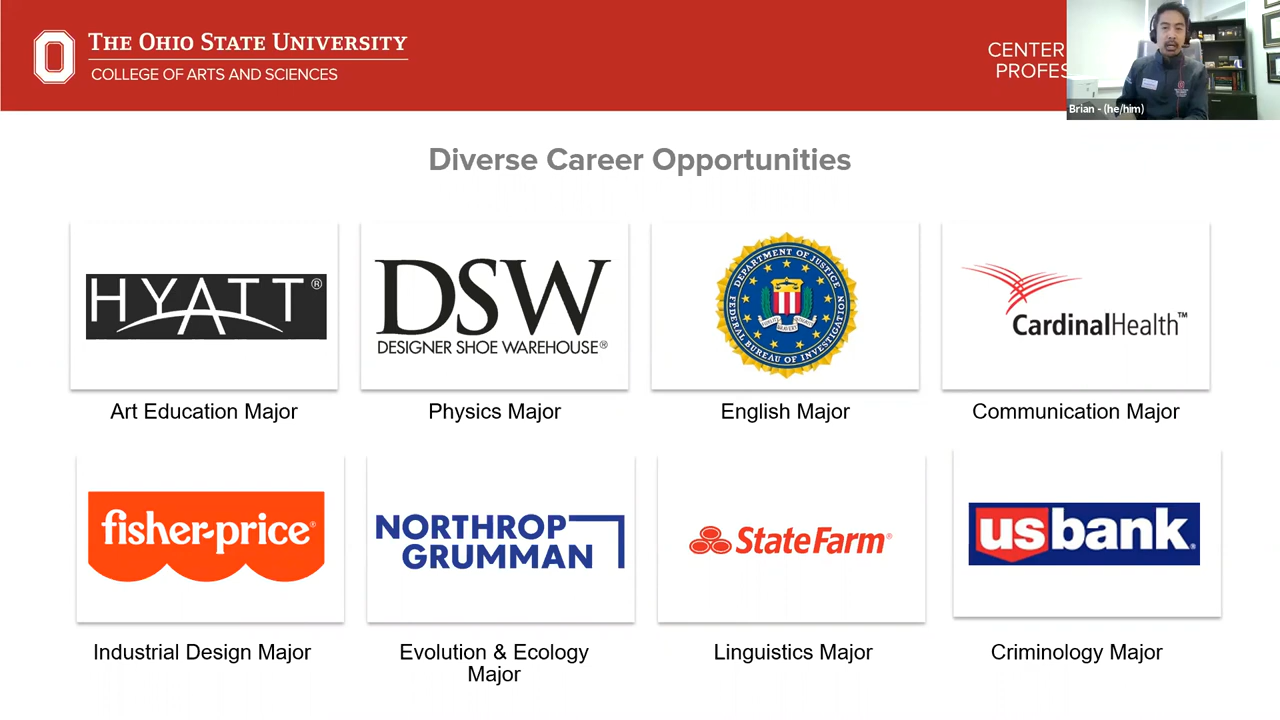 THE OHIO STATE UNIVERSITY
COLLEGE OF ARTS AND SCIENCES
CENTER
Brian - (he/him)
Diverse Career Opportunities
HYATT®
DSW
DESIGNER SHOE WAREHOUSE®
DEPARTMENT OF JUSTICE
FEDERAL BUREAU OF INVESTIGATION
CardinalHealth™
Art Education Major
Physics Major
English Major
Communication Major
fisher-price®
NORTHROP
GRUMMAN
StateFarm®
usbank®
Industrial Design Major
Evolution & Ecology
Major
Linguistics Major
Criminology Major